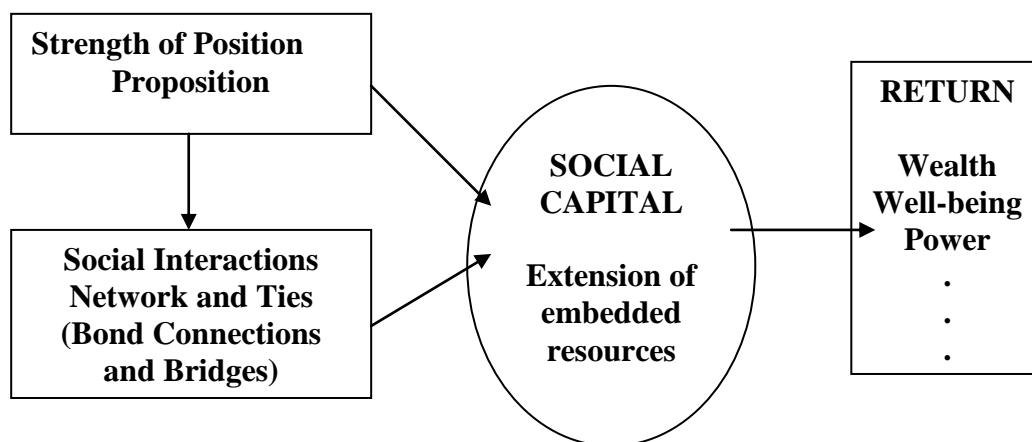 Strength of Position
Proposition
Social Interactions
Network and Ties
(Bond Connections
and Bridges)
SOCIAL
CAPITAL
Extension of
embedded
resources
RETURN
Wealth
Well-being
Power
.
.
.